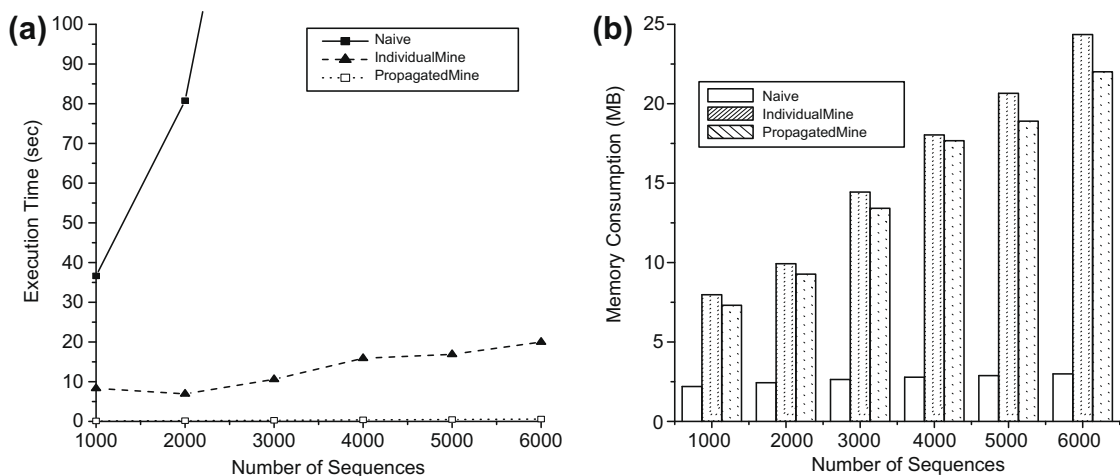 (a)
100
90
80
70
60
50
40
30
20
10
0
Execution Time (sec)
Naive
IndividualMine
PropagatedMine
1000 2000 3000 4000 5000 6000
Number of Sequences
(b)
25
20
15
10
5
0
Memory Consumption (MB)
Naive
IndividualMine
PropagatedMine
1000 2000 3000 4000 5000 6000
Number of Sequences